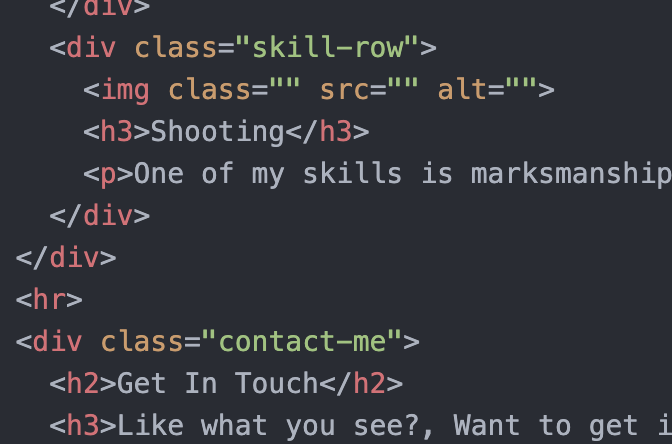 </div>
<div class="skill-row">
<img class="" src="" alt="">
<h3>Shooting</h3>
<p>One of my skills is marksmanship
</div>
</div>
<hr>
<div class="contact-me">
<h2>Get In Touch</h2>
<h3>Like what you see?, Want to get i